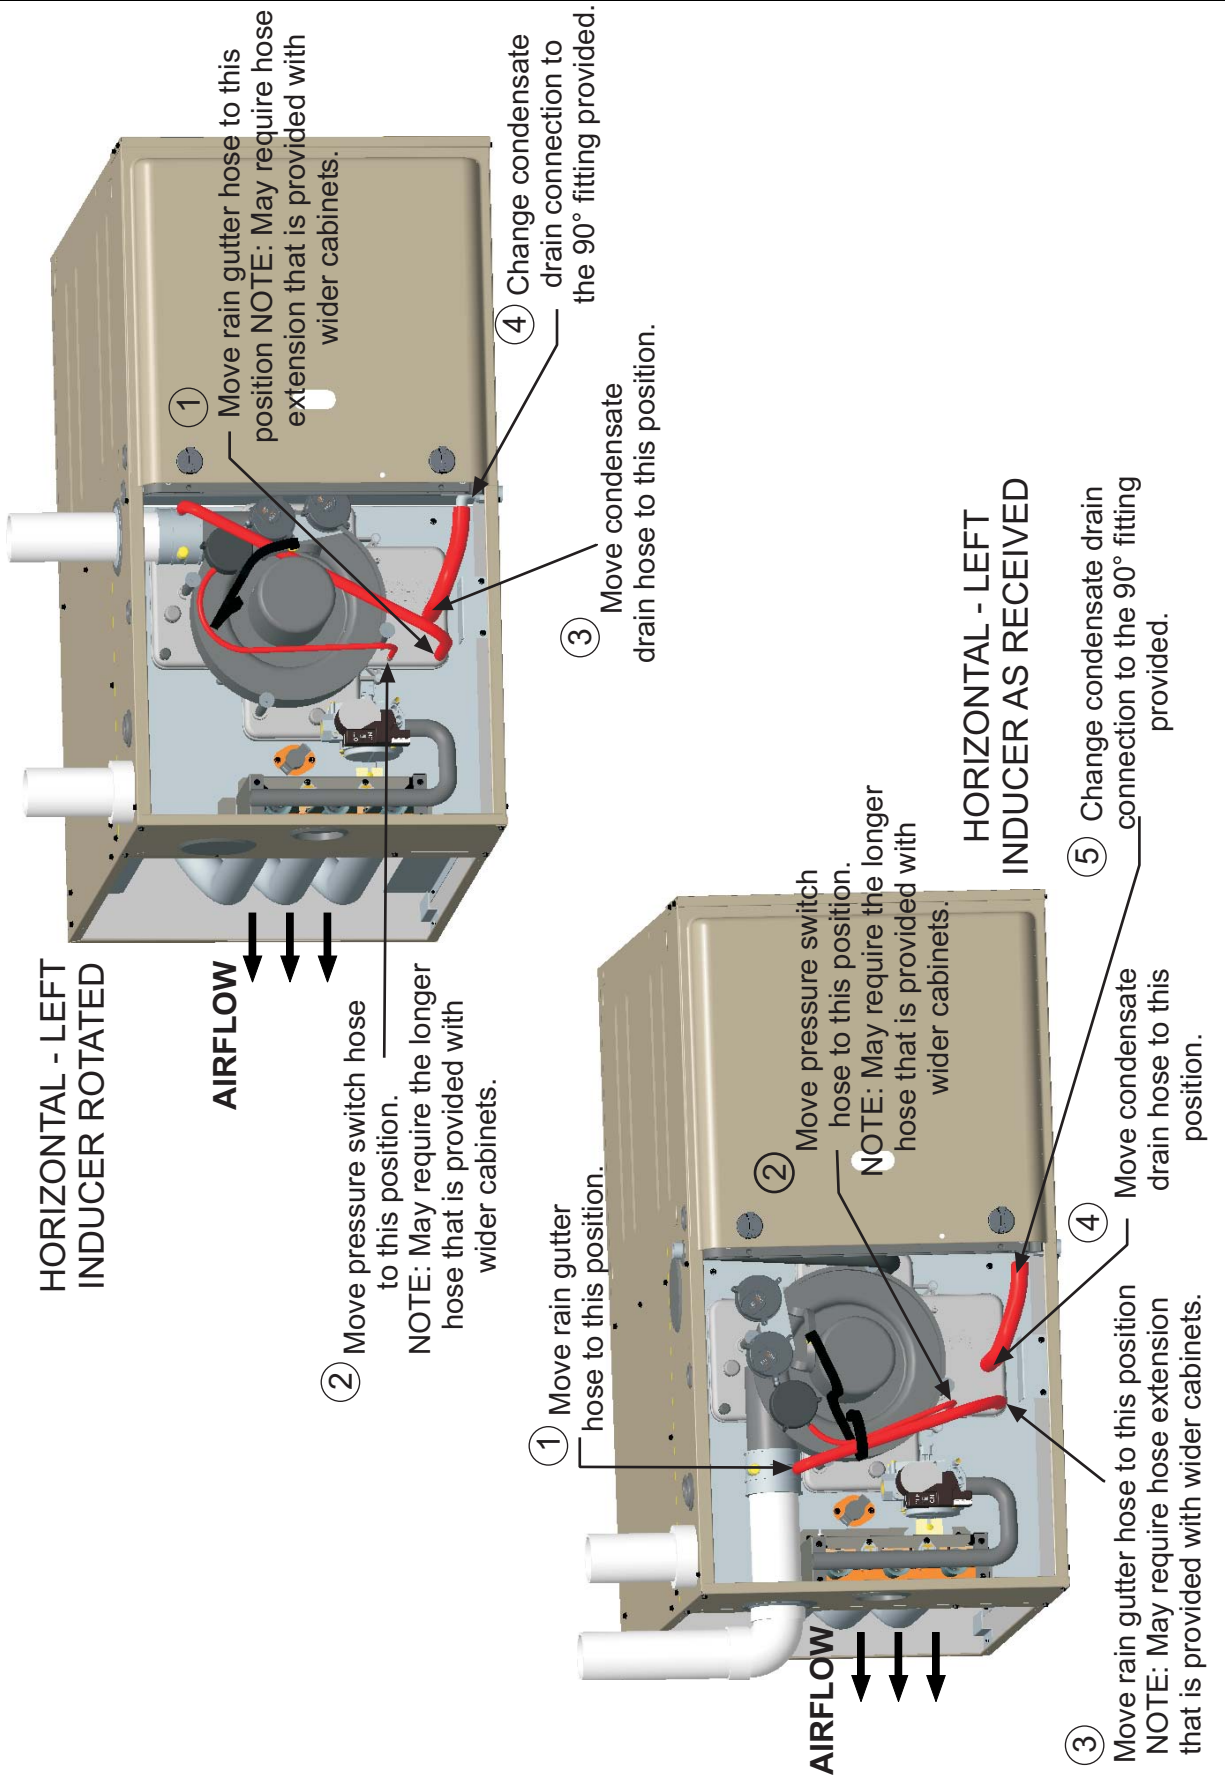 HORIZONTAL - LEFT
INDUCER ROTATED
AIRFLOW
1
Move rain gutter hose to this
position NOTE: May require hose
extension that is provided with
wider cabinets.
2
Move pressure switch hose
to this position.
NOTE: May require the longer
hose that is provided with
wider cabinets.
3
Move condensate
drain hose to this position.
4
Change condensate
drain connection to
the 90° fitting provided.
HORIZONTAL - LEFT
INDUCER AS RECEIVED
AIRFLOW
1
Move rain gutter
hose to this position.
2
Move pressure switch
hose to this position.
NOTE: May require the longer
hose that is provided with
wider cabinets.
3
Move rain gutter hose to this position
NOTE: May require hose extension
that is provided with wider cabinets.
4
Move condensate
drain hose to this
position.
5
Change condensate drain
connection to the 90° fitting
provided.